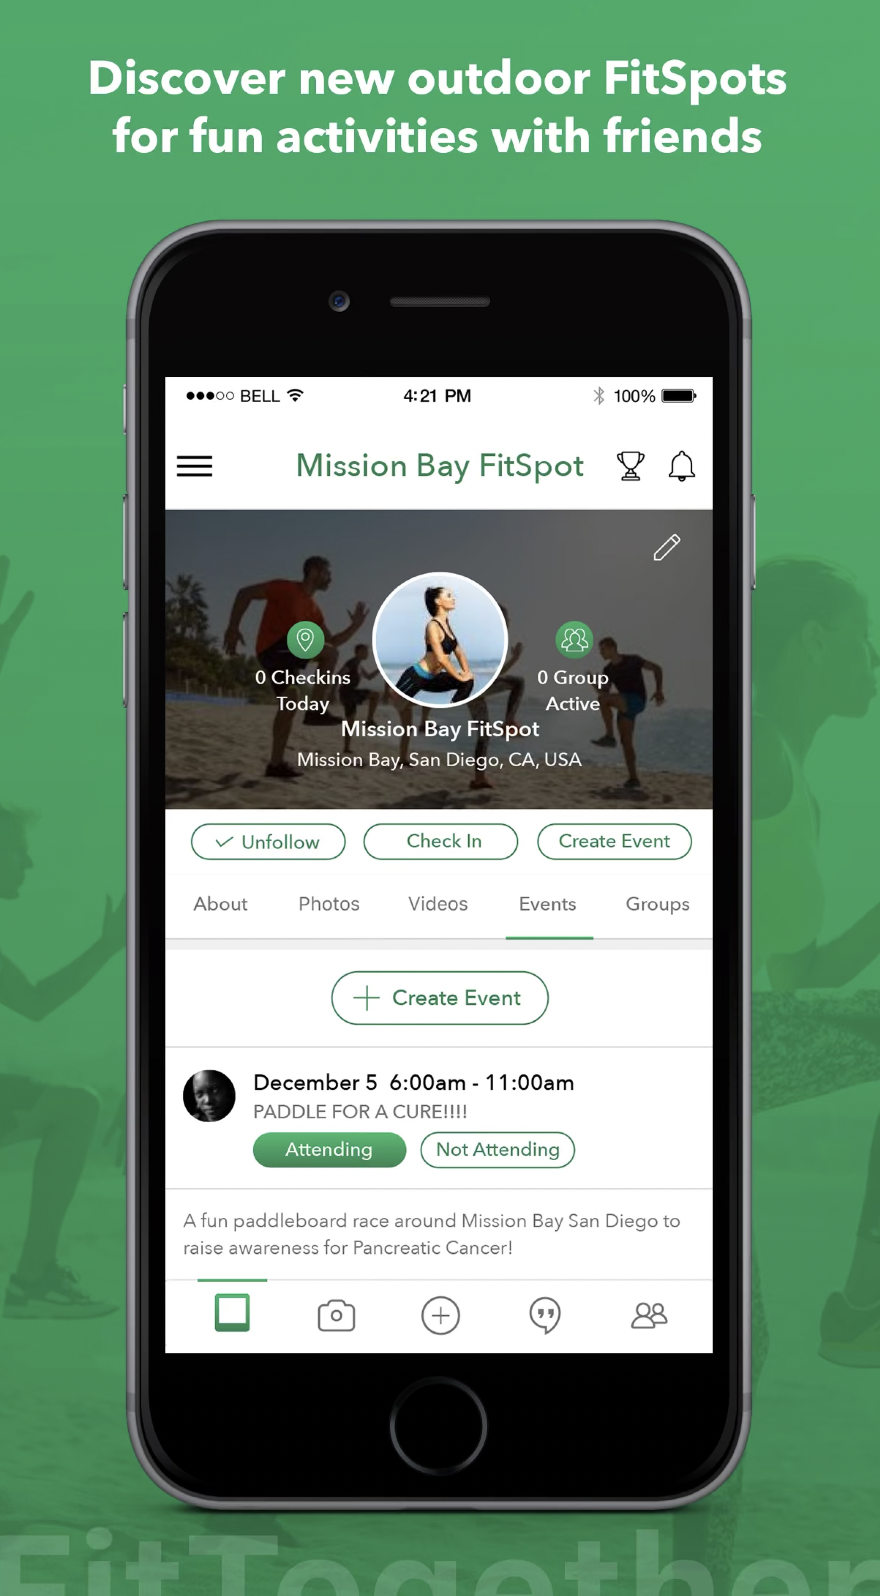 Discover new outdoor FitSpots
for fun activities with friends
BELL 4:21 PM 100%
Mission Bay FitSpot
0 Checkins
Today
0 Group
Active
Mission Bay FitSpot
Mission Bay, San Diego, CA, USA
Unfollow Check In Create Event
About Photos Videos Events Groups
Create Event
December 5 6:00am - 11:00am
PADDLE FOR A CURE!!!!
Attending Not Attending
A fun paddleboard race around Mission Bay San Diego to
raise awareness for Pancreatic Cancer!
FitTogether